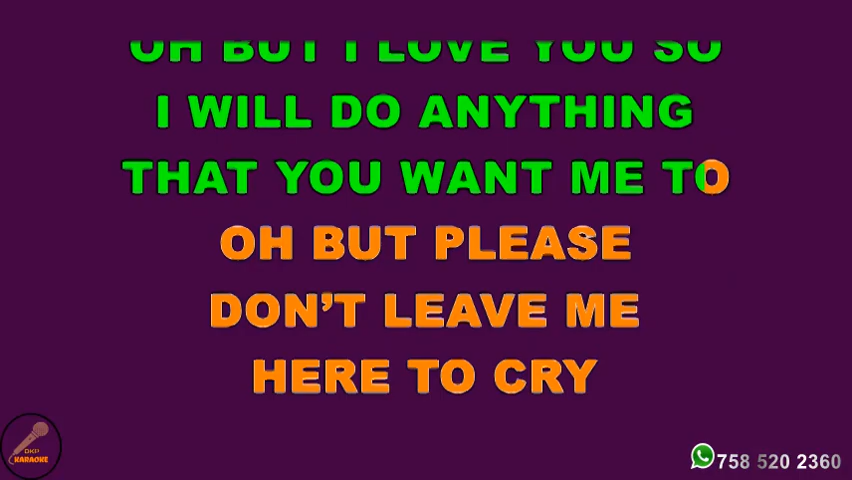 OH BUT I LOVE YOU SO
I WILL DO ANYTHING
THAT YOU WANT ME TO
OH BUT PLEASE
DON’T LEAVE ME
HERE TO CRY
DKP
KARAOKE
758 520 2360